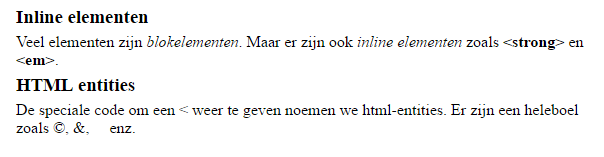 Inline elementen
Veel elementen zijn blokelementen. Maar er zijn ook inline elementen zoals <strong> en
<em>.
HTML entities
De speciale code om een < weer te geven noemen we html-entities. Er zijn een heleboel
zoals ©, &,     enz.